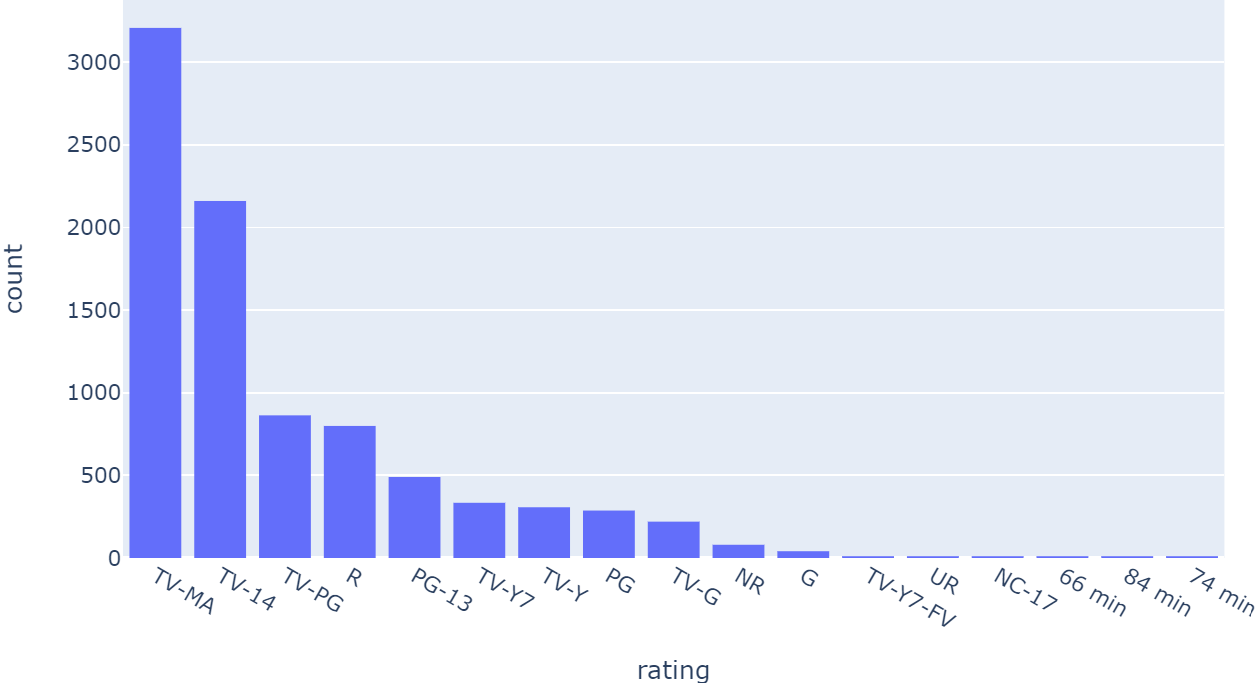 3000
2500
2000
1500
1000
500
0
count
TV-MA
TV-14
TV-PG
R
PG-13
TV-Y7
TV-Y
PG
TV-G
NR
G
TV-Y7-FV
UR
NC-17
66 min
84 min
74 min
rating